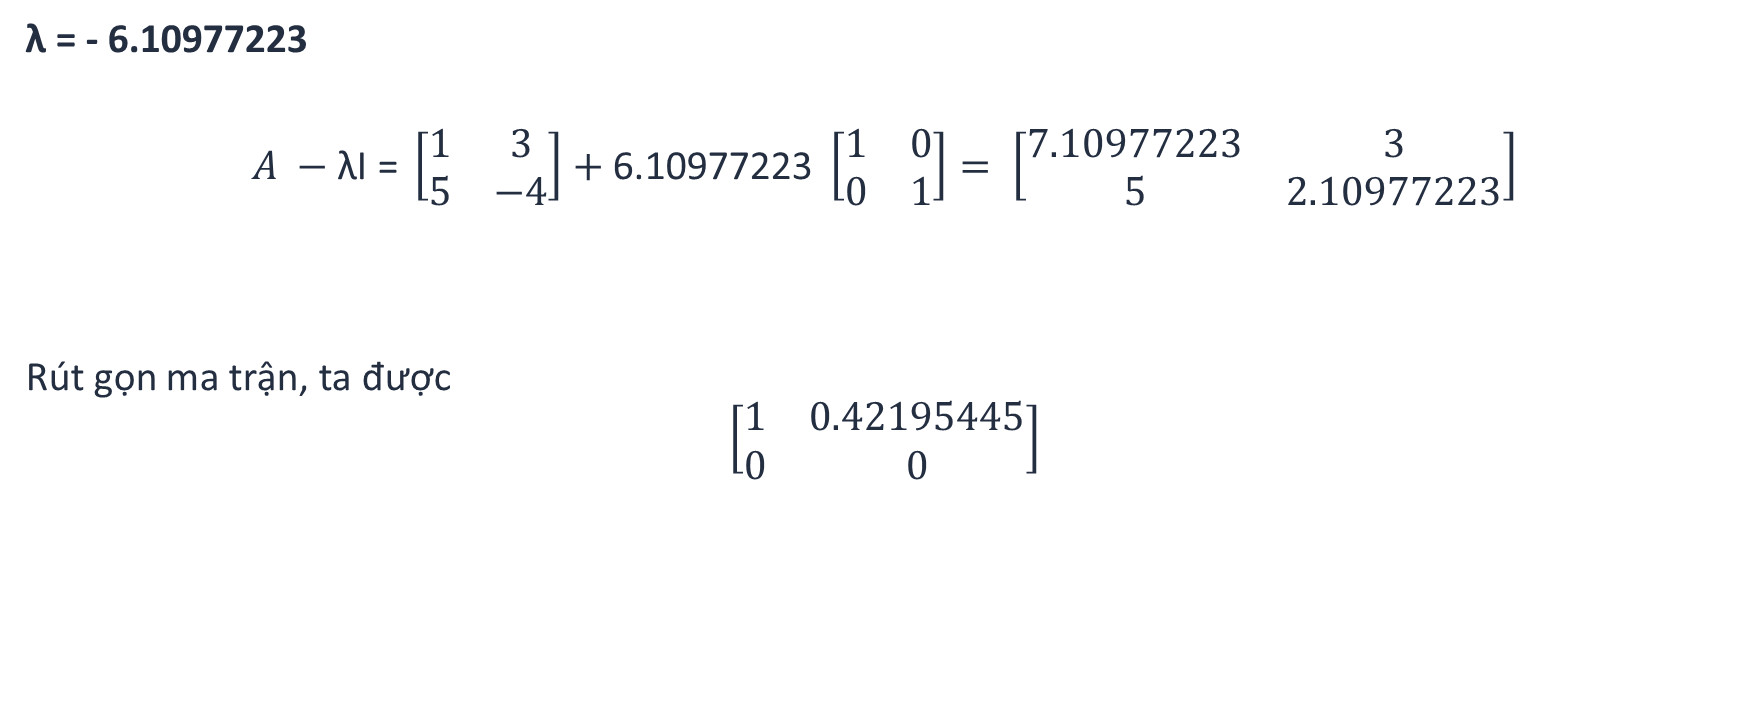 λ = - 6.10977223
A − λI = [1 3; 5 −4] + 6.10977223 [1 0; 0 1] = [7.10977223 3; 5 2.10977223]
Rút gọn ma trận, ta được
[1 0.42195445; 0 0]